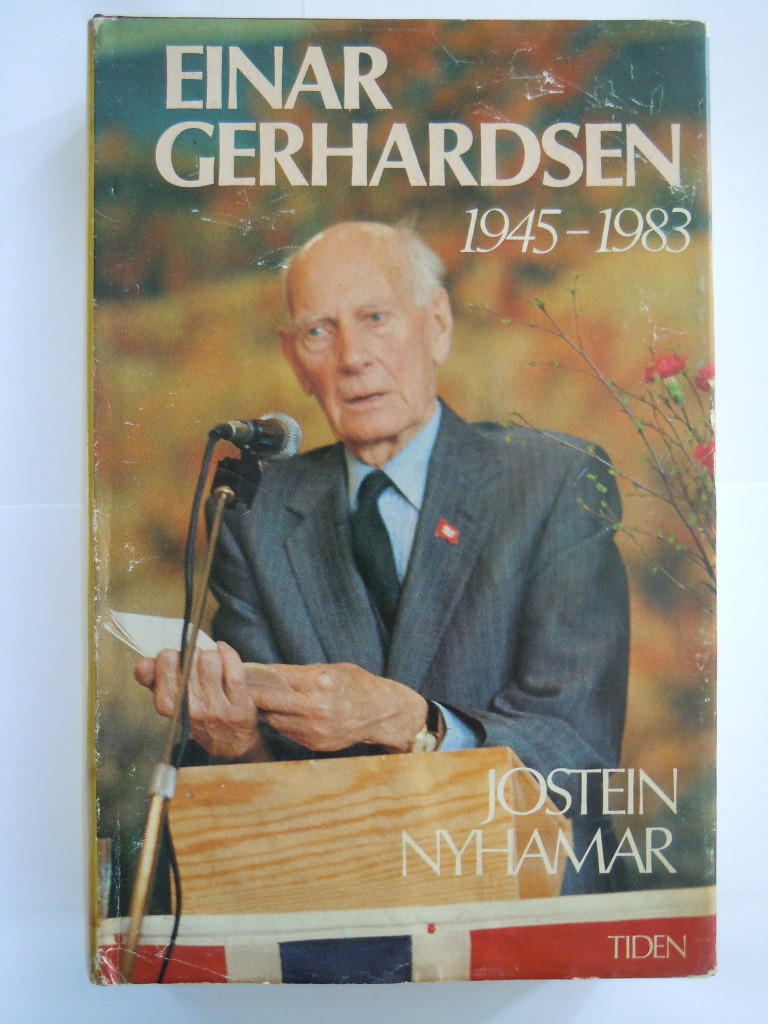 EINAR
GERHARDSEN
1945–1983
JOSTEIN
NYHAMAR
TIDEN